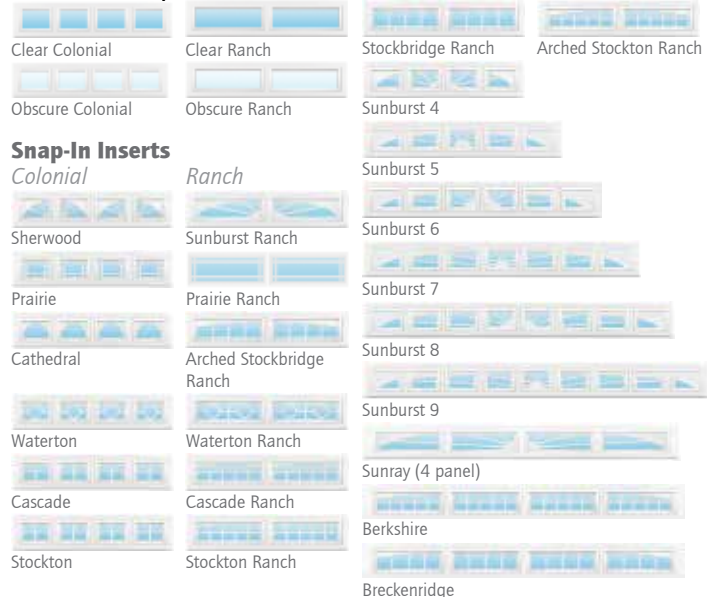 Clear Colonial
Clear Ranch
Obscure Colonial
Obscure Ranch
Snap-In Inserts
Colonial
Ranch
Sherwood
Sunburst Ranch
Prairie
Prairie Ranch
Cathedral
Arched Stockbridge
Ranch
Waterton
Waterton Ranch
Cascade
Cascade Ranch
Stockton
Stockton Ranch
Stockbridge Ranch
Arched Stockton Ranch
Sunburst 4
Sunburst 5
Sunburst 6
Sunburst 7
Sunburst 8
Sunburst 9
Sunray (4 panel)
Berkshire
Breckenridge